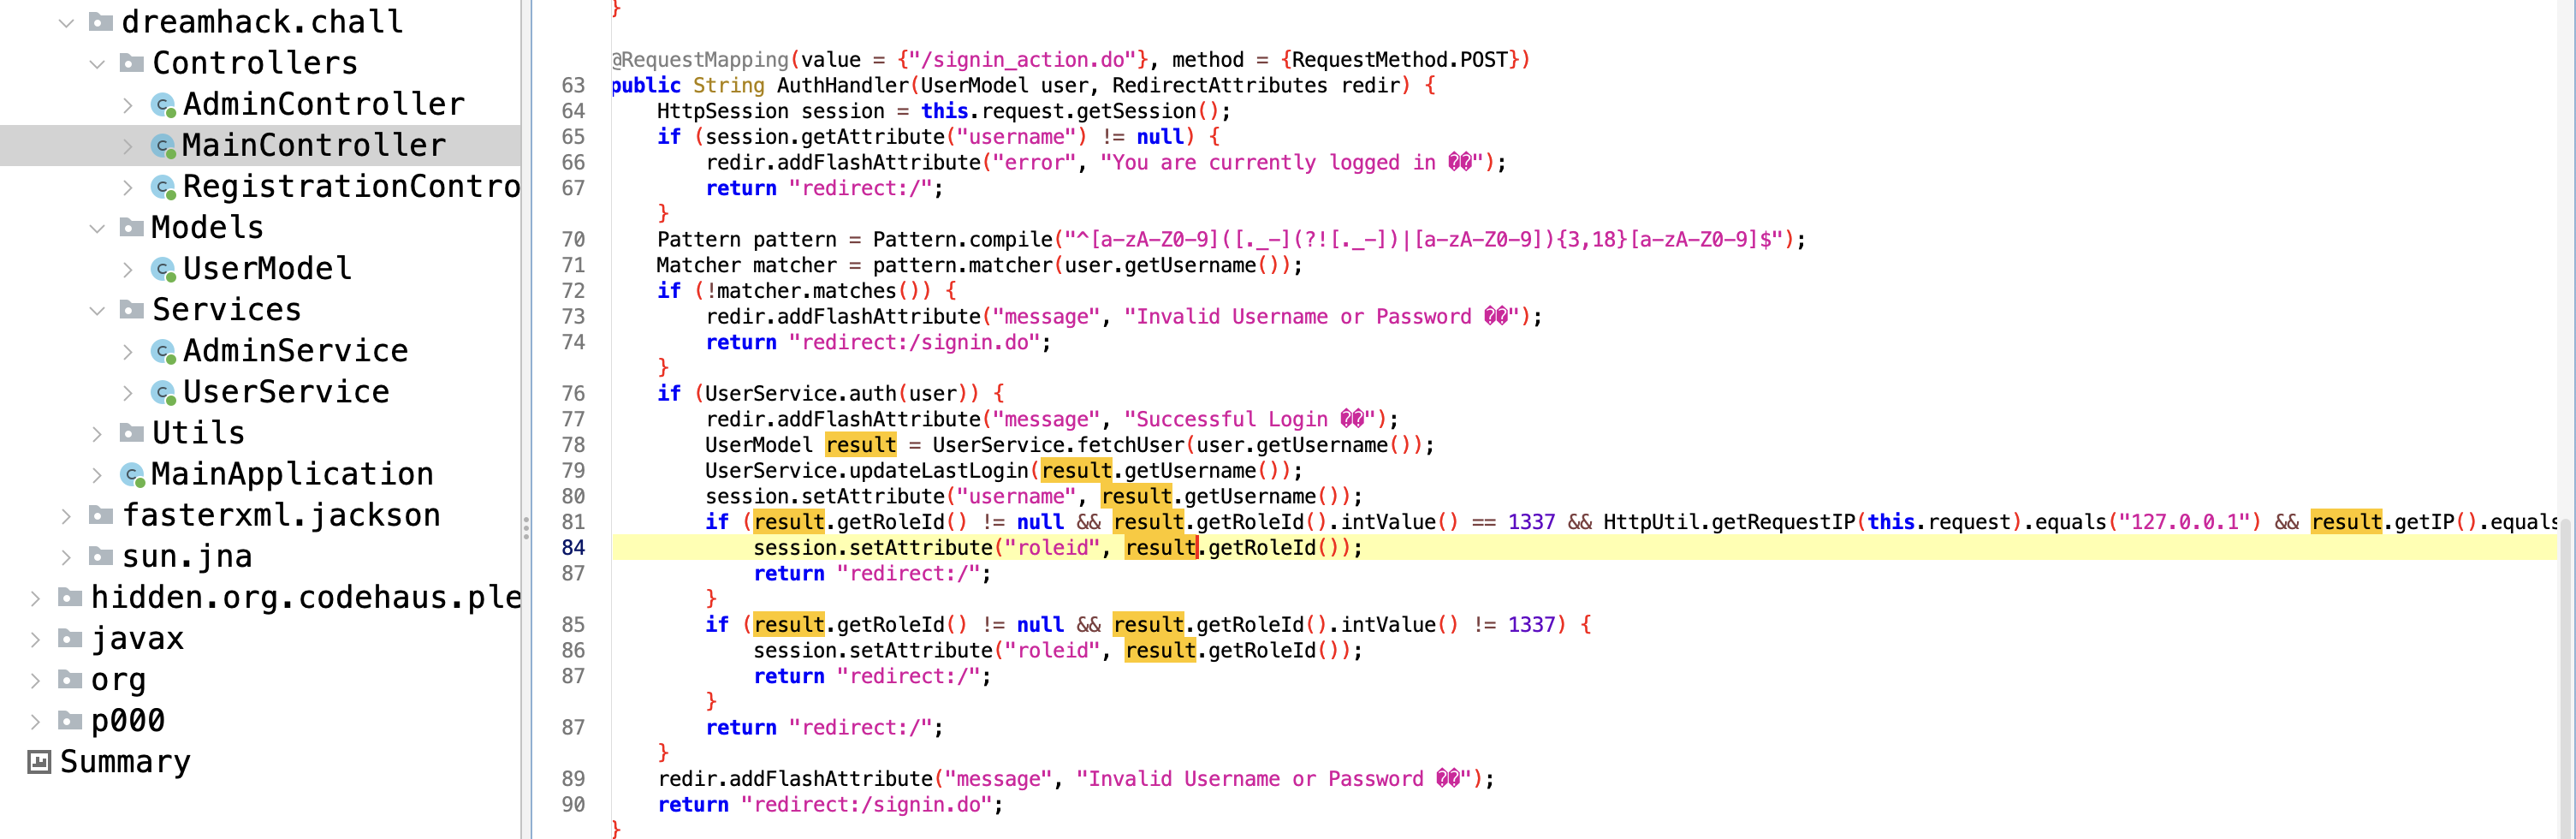 dreamhack.chall
Controllers
AdminController
MainController
RegistrationContro
Models
UserModel
Services
AdminService
UserService
Utils
MainApplication
fasterxml.jackson
sun.jna
hidden.org.codehaus.ple
javax
org
p000
Summary
}
@RequestMapping(value = {"/signin_action.do"}, method = {RequestMethod.POST})
63 public String AuthHandler(UserModel user, RedirectAttributes redir) {
64 HttpSession session = this.request.getSession();
65 if (session.getAttribute("username") != null) {
66 redir.addFlashAttribute("error", "You are currently logged in ��");
67 return "redirect:/";
}
70 Pattern pattern = Pattern.compile("^[a-zA-Z0-9]([._-](?![._-])|[a-zA-Z0-9]){3,18}[a-zA-Z0-9]$");
71 Matcher matcher = pattern.matcher(user.getUsername());
72 if (!matcher.matches()) {
73 redir.addFlashAttribute("message", "Invalid Username or Password ��");
74 return "redirect:/signin.do";
}
76 if (UserService.auth(user)) {
77 redir.addFlashAttribute("message", "Successful Login ��");
78 UserModel result = UserService.fetchUser(user.getUsername());
79 UserService.updateLastLogin(result.getUsername());
80 session.setAttribute("username", result.getUsername());
81 if (result.getRoleId() != null && result.getRoleId().intValue() == 1337 && HttpUtil.getRequestIP(this.request).equals("127.0.0.1") && result.getIP().equals
84 session.setAttribute("roleid", result.getRoleId());
87 return "redirect:/";
}
85 if (result.getRoleId() != null && result.getRoleId().intValue() != 1337) {
86 session.setAttribute("roleid", result.getRoleId());
87 return "redirect:/";
}
87 return "redirect:/";
}
89 redir.addFlashAttribute("message", "Invalid Username or Password ��");
90 return "redirect:/signin.do";
}